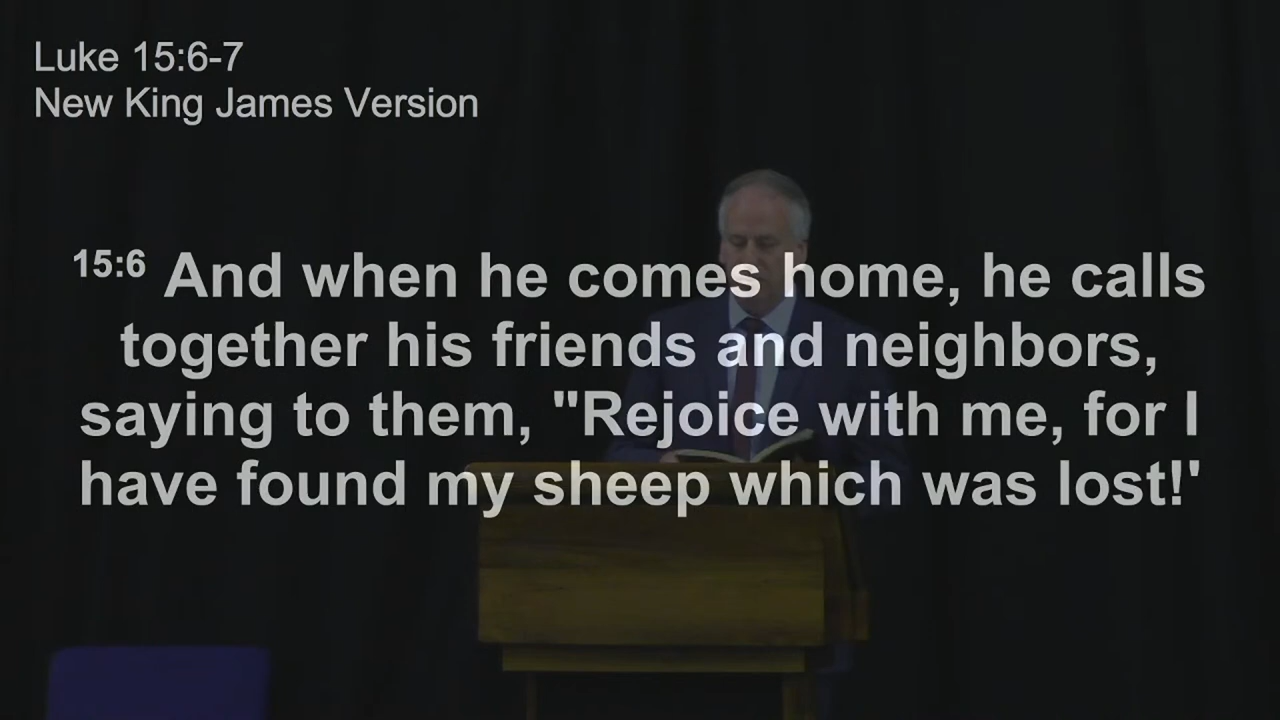 Luke 15:6-7
New King James Version
15:6 And when he comes home, he calls
together his friends and neighbors,
saying to them, "Rejoice with me, for I
have found my sheep which was lost!'